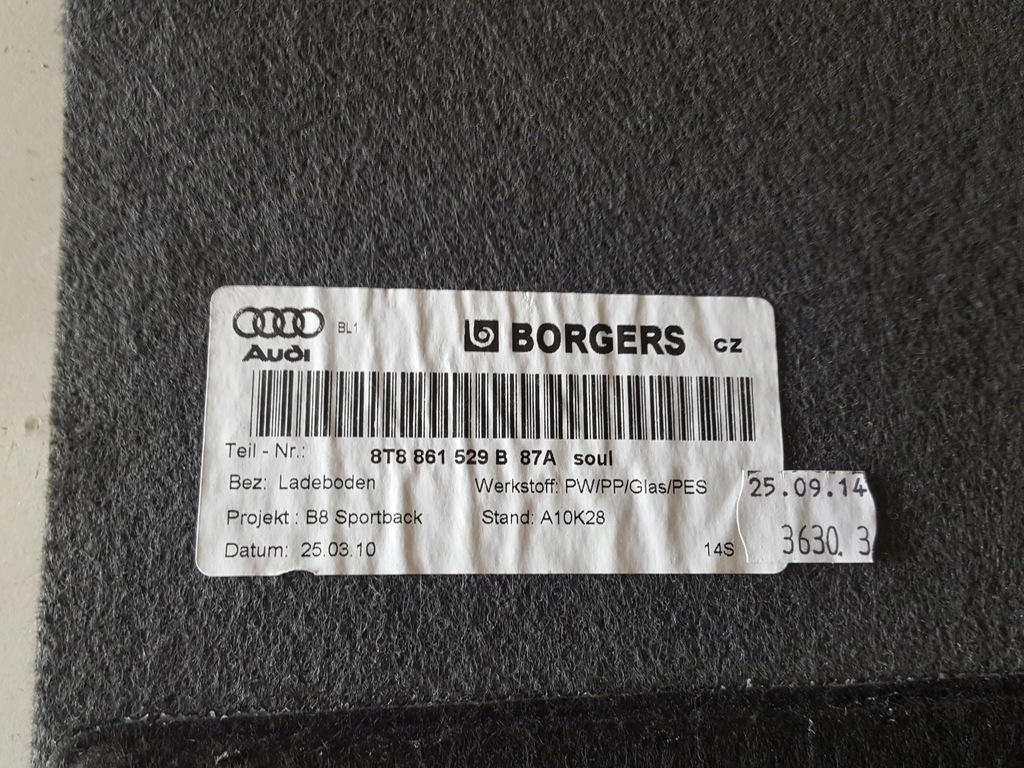 Audi BL1 BORGERS CZ
Teil - Nr.: 8T8 861 529 B 87A soul
Bez: Ladeboden Werkstoff: PW/PP/Glas/PES
Projekt : B8 Sportback Stand: A10K28
Datum: 25.03.10 14S
25.09.14
3630.3